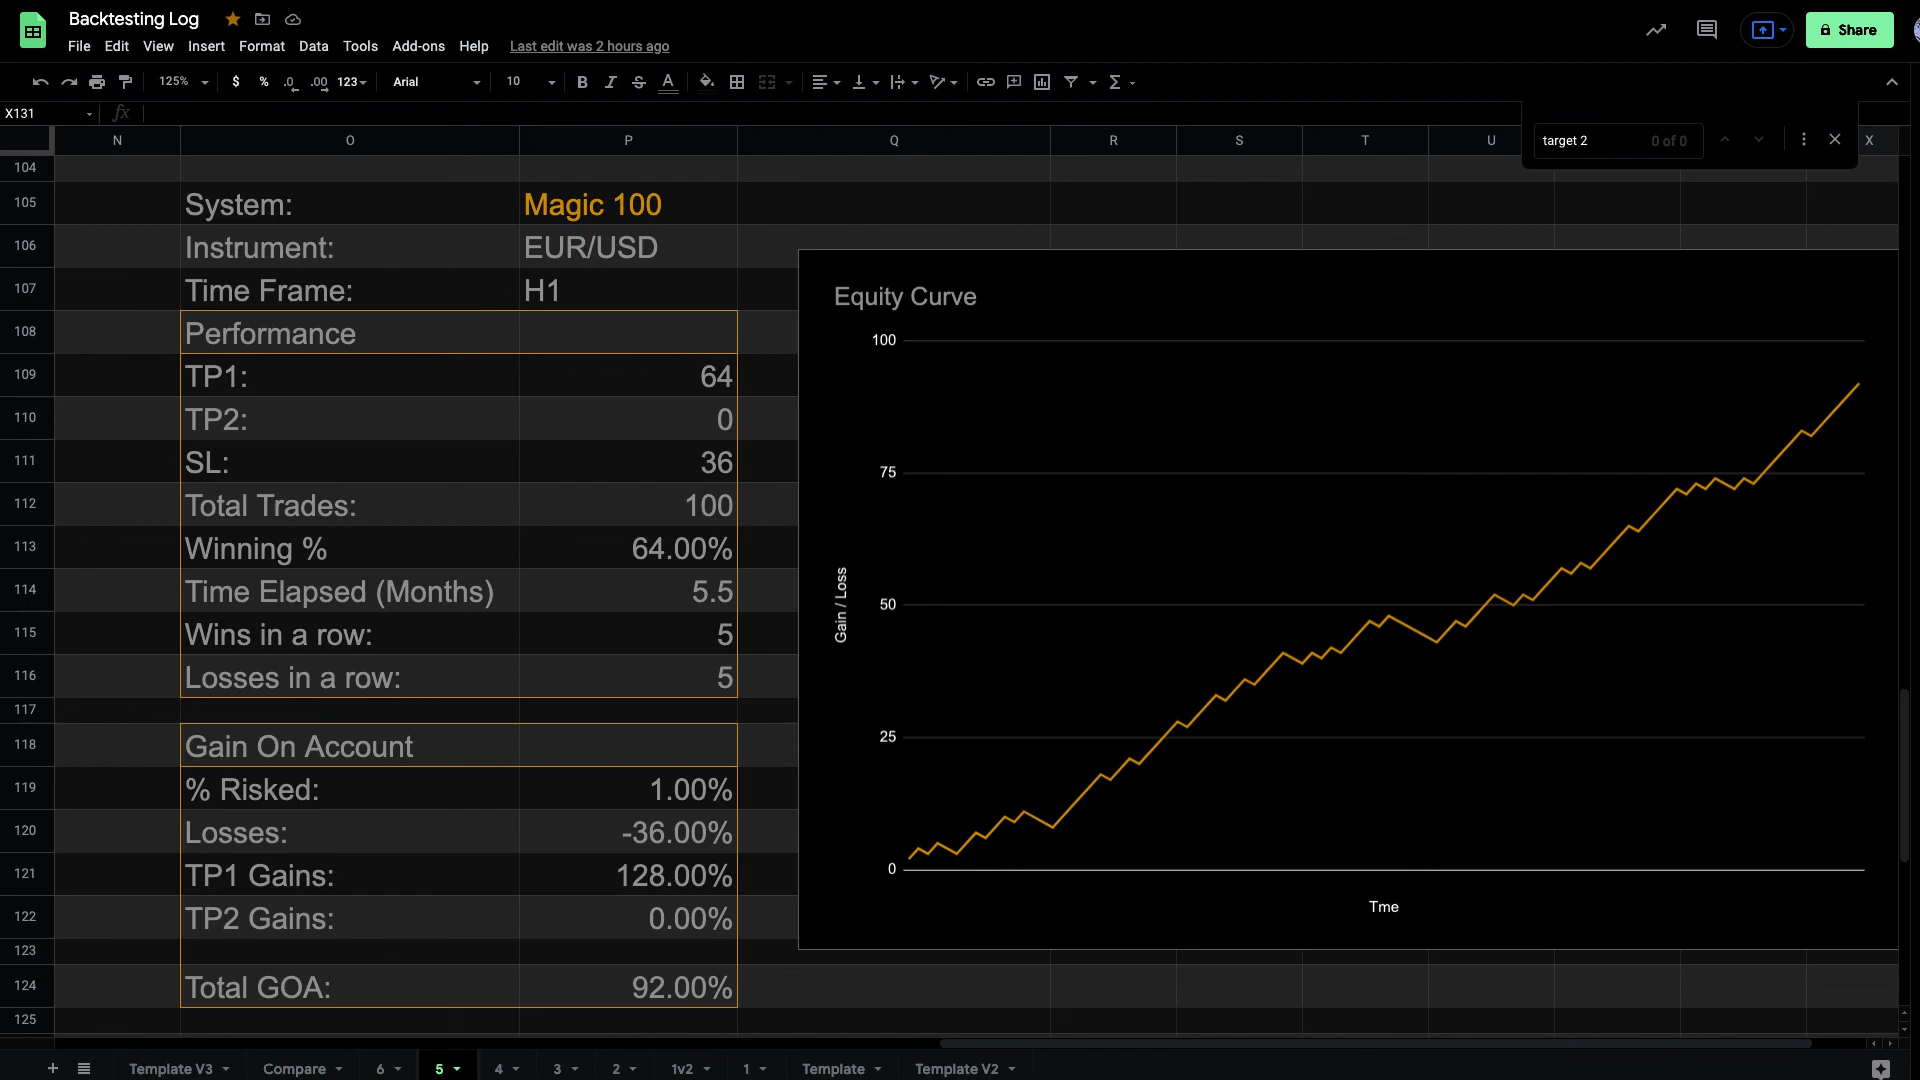 Backtesting Log
File Edit View Insert Format Data Tools Add-ons Help Last edit was 2 hours ago
Share
125% $ % .0 .00 123 Arial 10 B I S A Σ
X131 fx
target 2 0 of 0
N O P Q R S T U X
104
105 System: Magic 100
106 Instrument: EUR/USD
107 Time Frame: H1
108 Performance
109 TP1: 64
110 TP2: 0
111 SL: 36
112 Total Trades: 100
113 Winning % 64.00%
114 Time Elapsed (Months) 5.5
115 Wins in a row: 5
116 Losses in a row: 5
117
118 Gain On Account
119 % Risked: 1.00%
120 Losses: -36.00%
121 TP1 Gains: 128.00%
122 TP2 Gains: 0.00%
123
124 Total GOA: 92.00%
125
Equity Curve
100
75
50
25
0
Gain / Loss
Tme
Template V3 Compare 6 5 4 3 2 1v2 1 Template Template V2